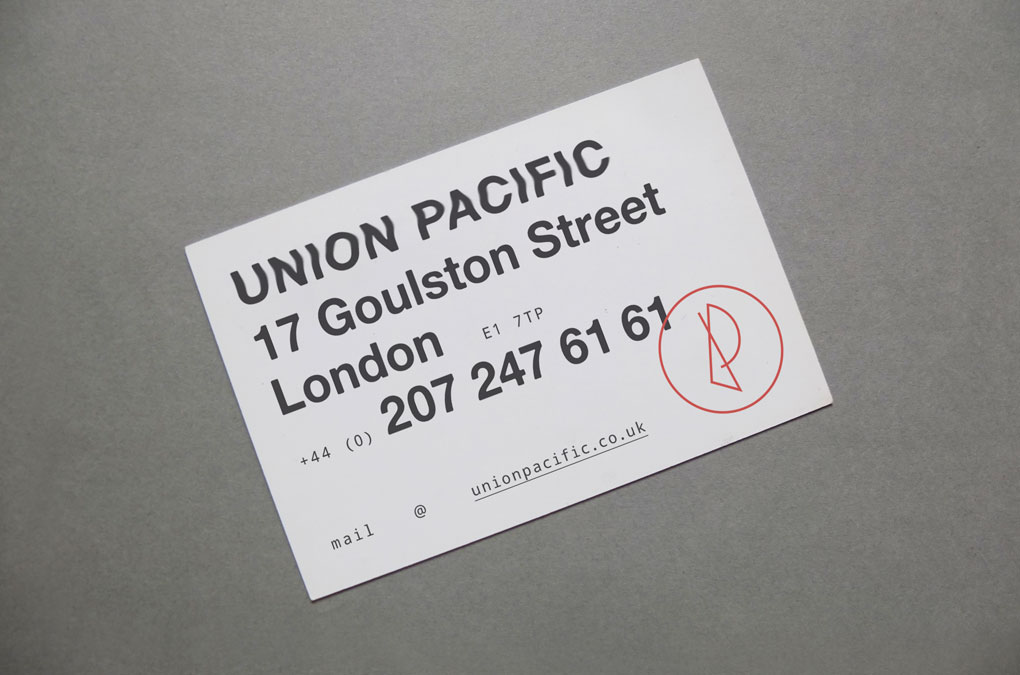 UNION PACIFIC
17 Goulston Street
London E1 7TP
+44 (0) 207 247 61 61
mail @ unionpacific.co.uk